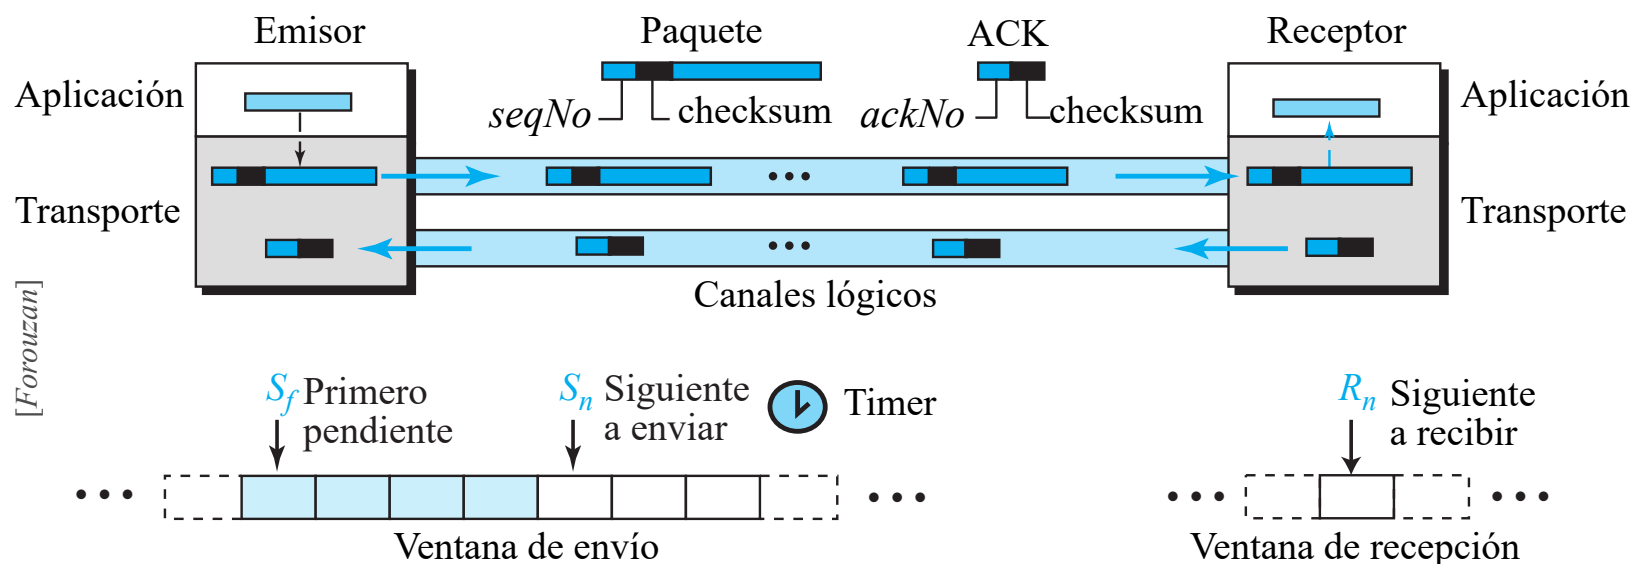 Emisor
Paquete
ACK
Receptor
Aplicación
seqNo
checksum
ackNo
checksum
Aplicación
Transporte
Transporte
Canales lógicos
[Forouzan]
Sf Primero
pendiente
Sn Siguiente
a enviar
Timer
Rn Siguiente
a recibir
Ventana de envío
Ventana de recepción